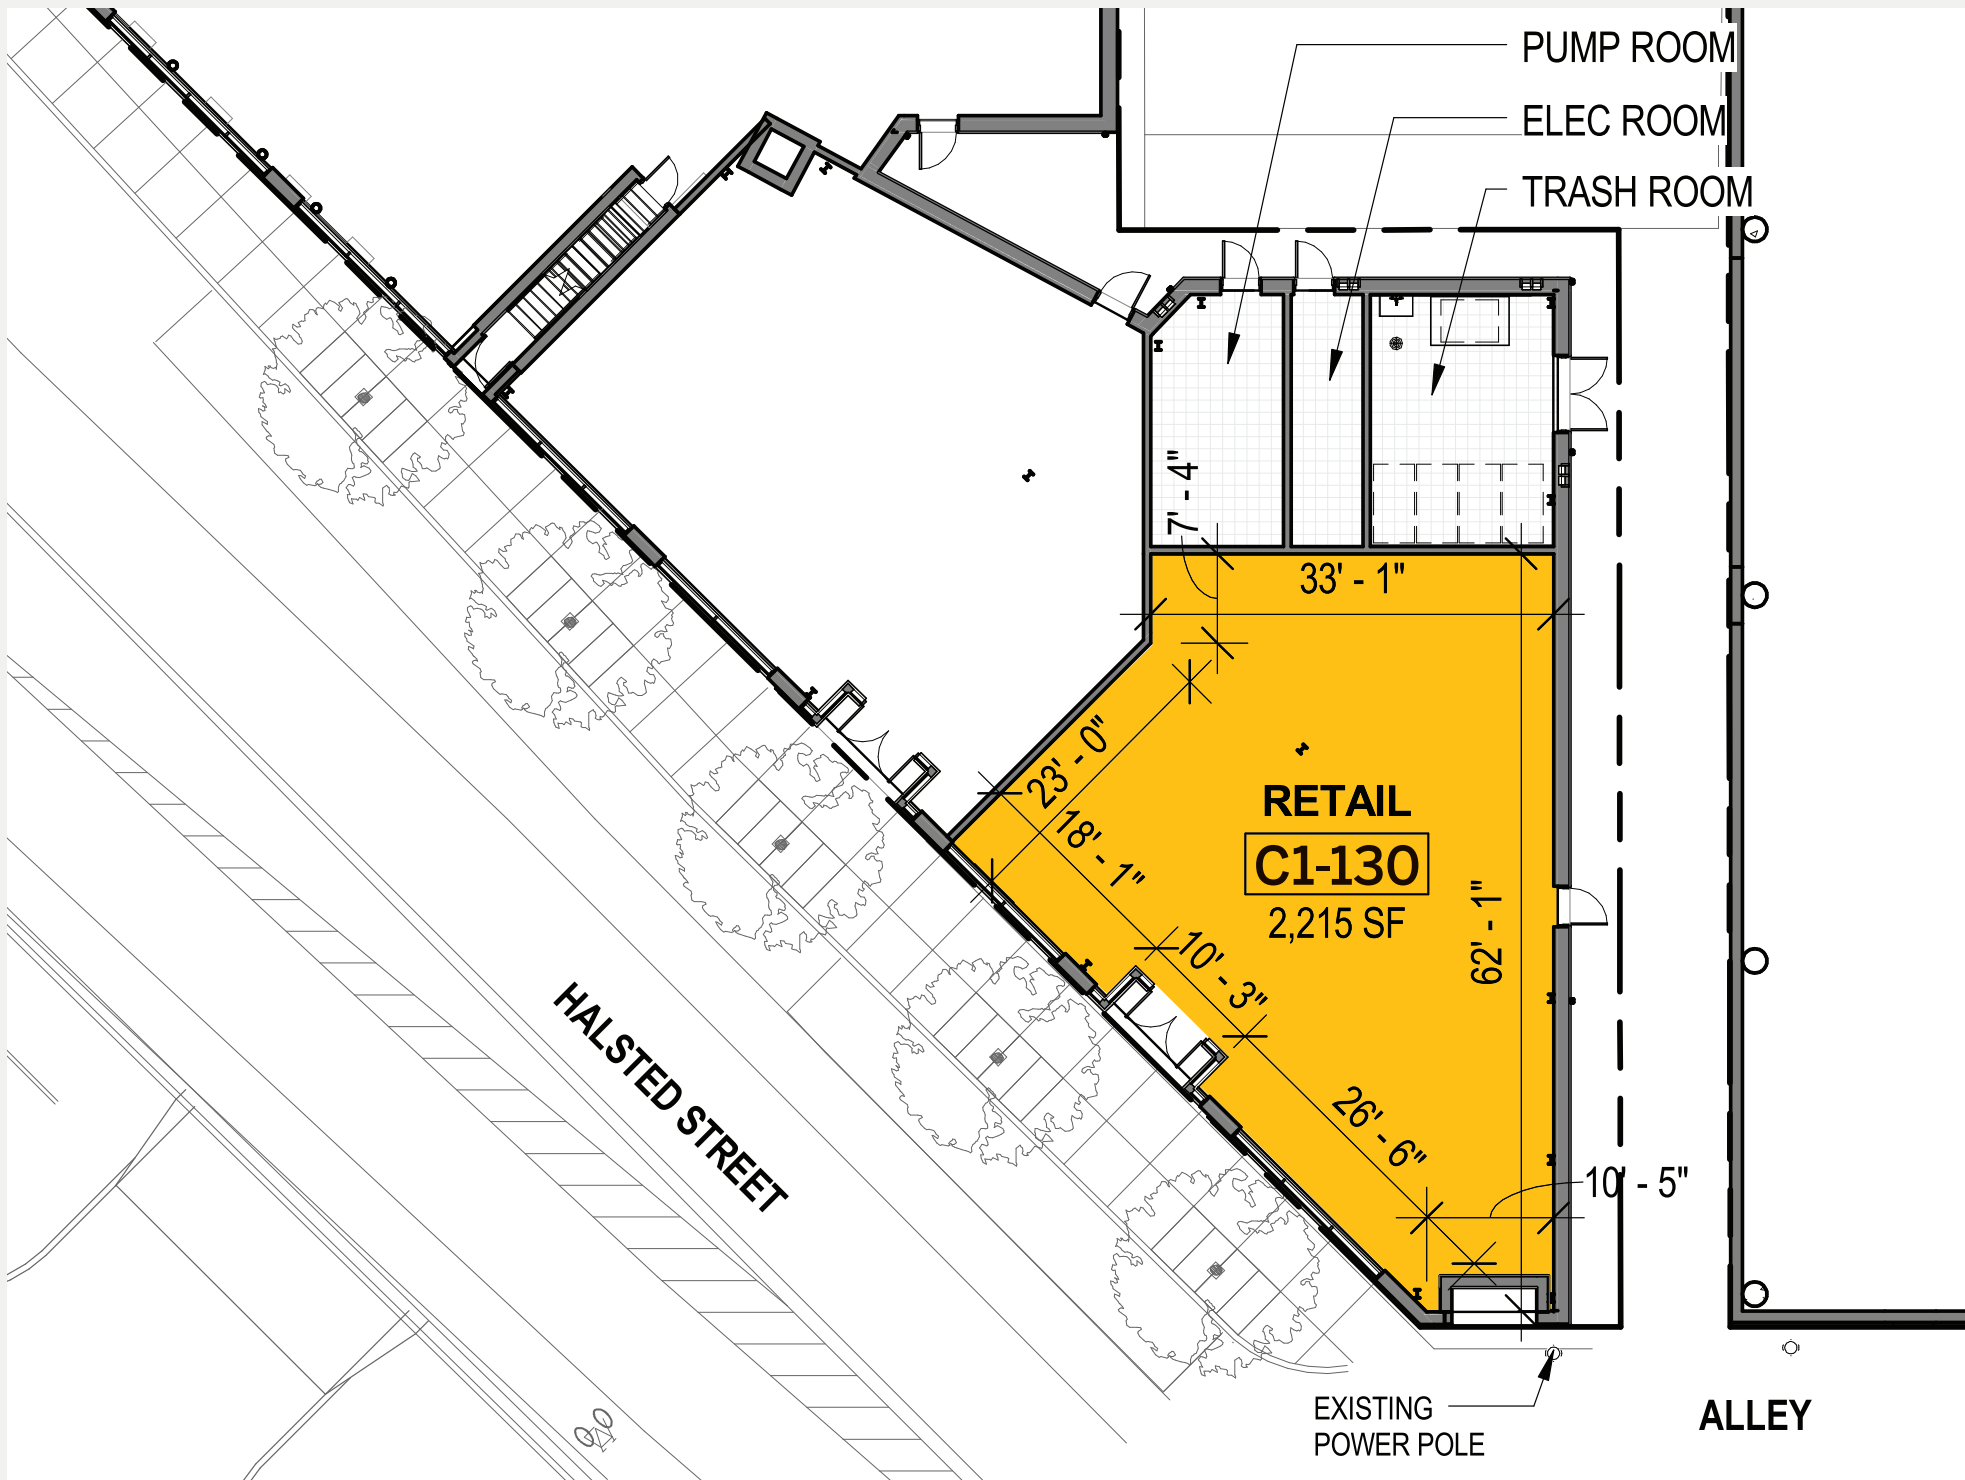 PUMP ROOM
ELEC ROOM
TRASH ROOM
7' - 4"
33' - 1"
23' - 0"
18' - 1"
RETAIL
C1-130
2,215 SF
62' - 1"
10' - 3"
HALSTED STREET
26' - 6"
10' - 5"
EXISTING
POWER POLE
ALLEY